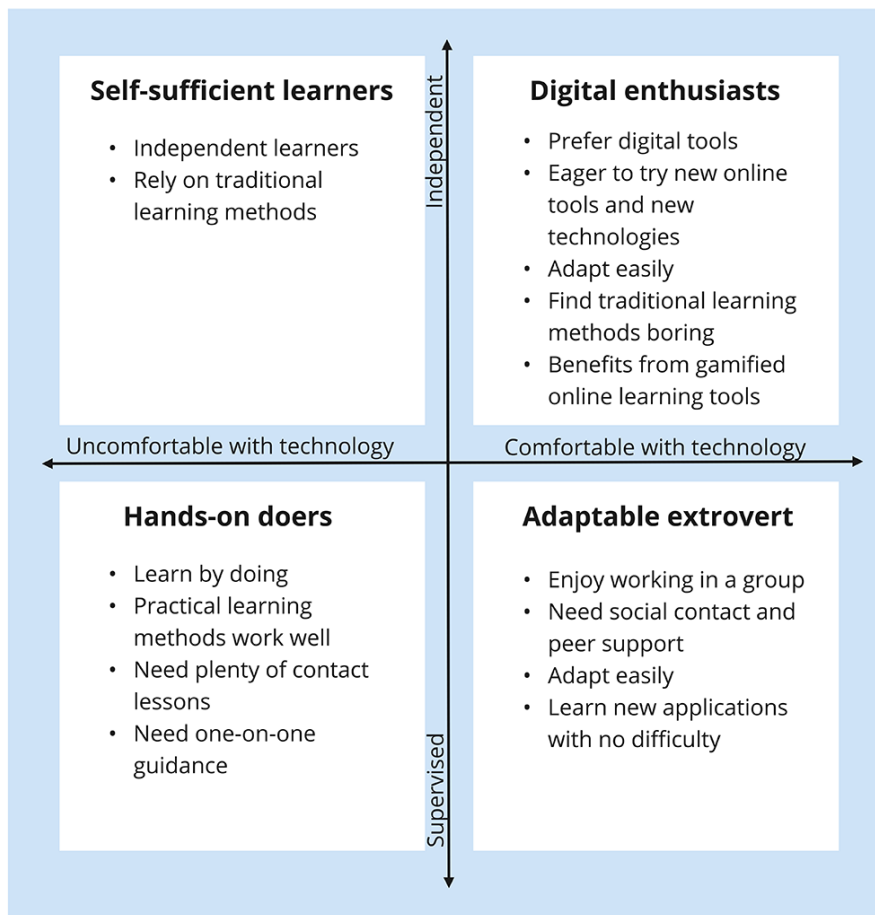 Self-sufficient learners
• Independent learners
• Rely on traditional
learning methods
Independent
Digital enthusiasts
• Prefer digital tools
• Eager to try new online
tools and new
technologies
• Adapt easily
• Find traditional learning
methods boring
• Benefits from gamified
online learning tools
Uncomfortable with technology
Comfortable with technology
Hands-on doers
• Learn by doing
• Practical learning
methods work well
• Need plenty of contact
lessons
• Need one-on-one
guidance
Supervised
Adaptable extrovert
• Enjoy working in a group
• Need social contact and
peer support
• Adapt easily
• Learn new applications
with no difficulty